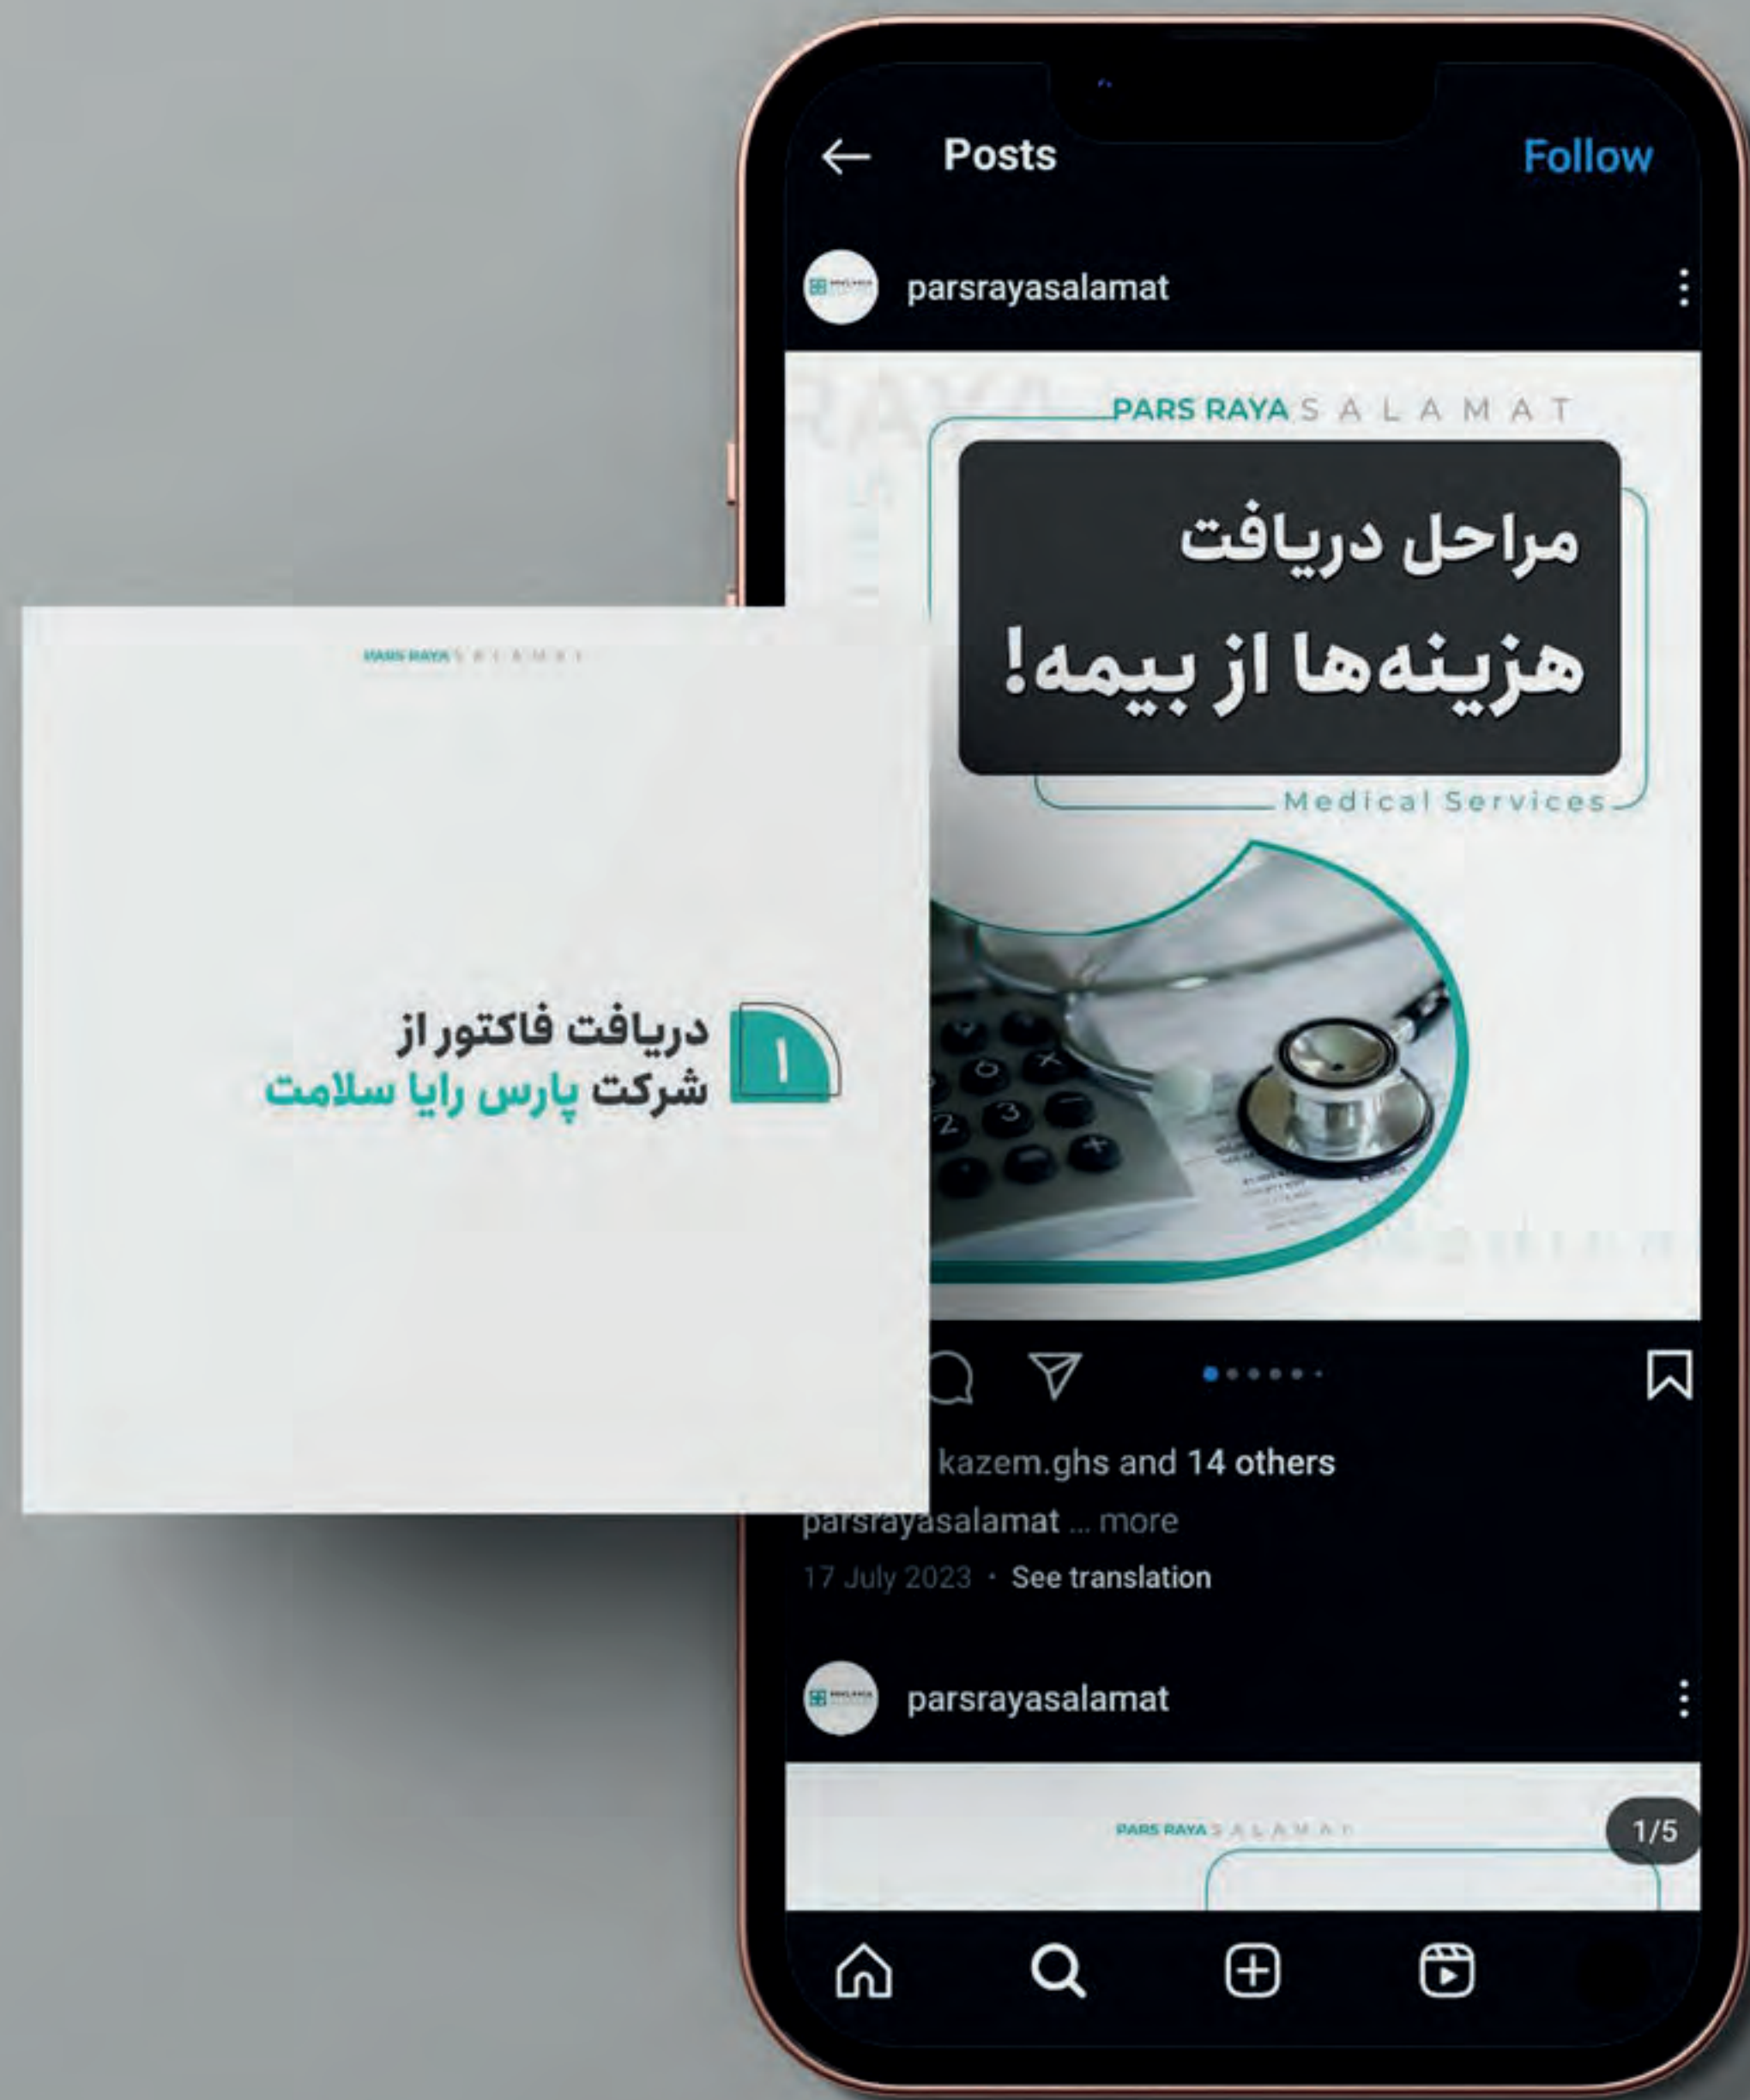 Posts
Follow
parsrayasalamat
PARS RAYA SALAMAT
مراحل دریافت
هزینه‌ها از بیمه!
Medical Services
PARS RAYA SALAMAT
۱
دریافت فاکتور از
شرکت پارس رایا سلامت
kazem.ghs and 14 others
parsrayasalamat ... more
17 July 2023 • See translation
parsrayasalamat
PARS RAYA SALAMAT
1/5